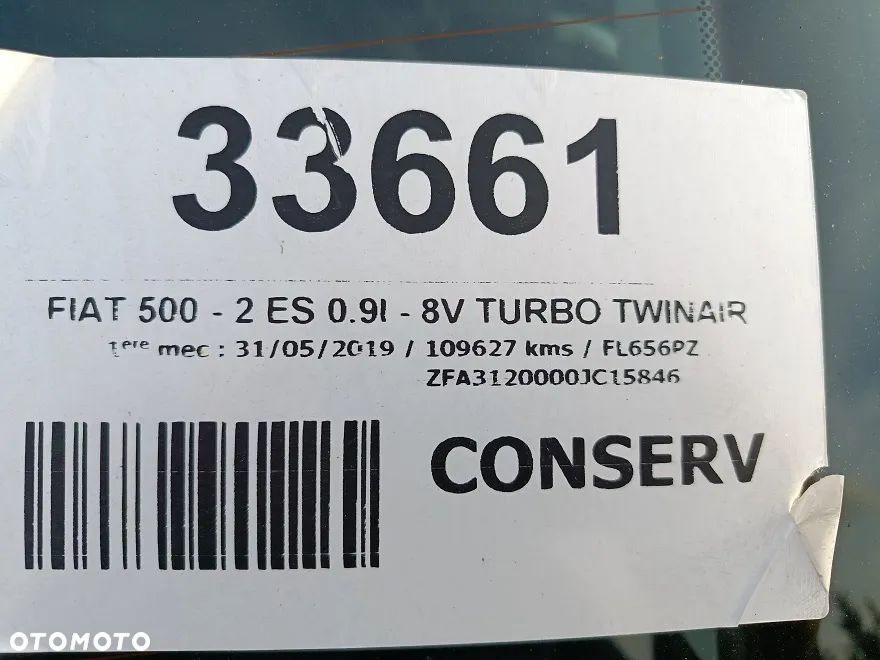 33661
FIAT 500 - 2 ES 0.9l - 8V TURBO TWINAIR
1ere mec : 31/05/2019 / 109627 kms / FL656PZ
ZFA3120000JC15846
CONSERV
OTOMOTO